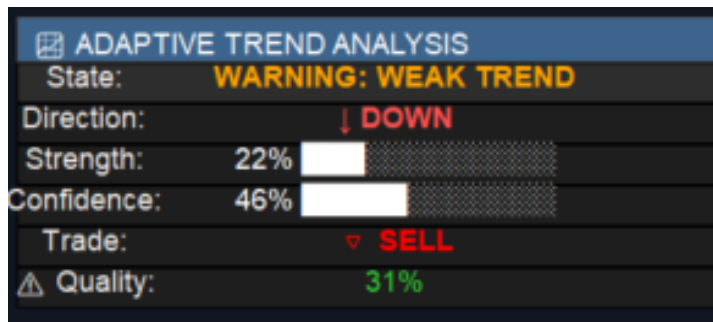 ADAPTIVE TREND ANALYSIS
State: WARNING: WEAK TREND
Direction: ↓ DOWN
Strength: 22%
Confidence: 46%
Trade: ▿ SELL
⚠ Quality: 31%